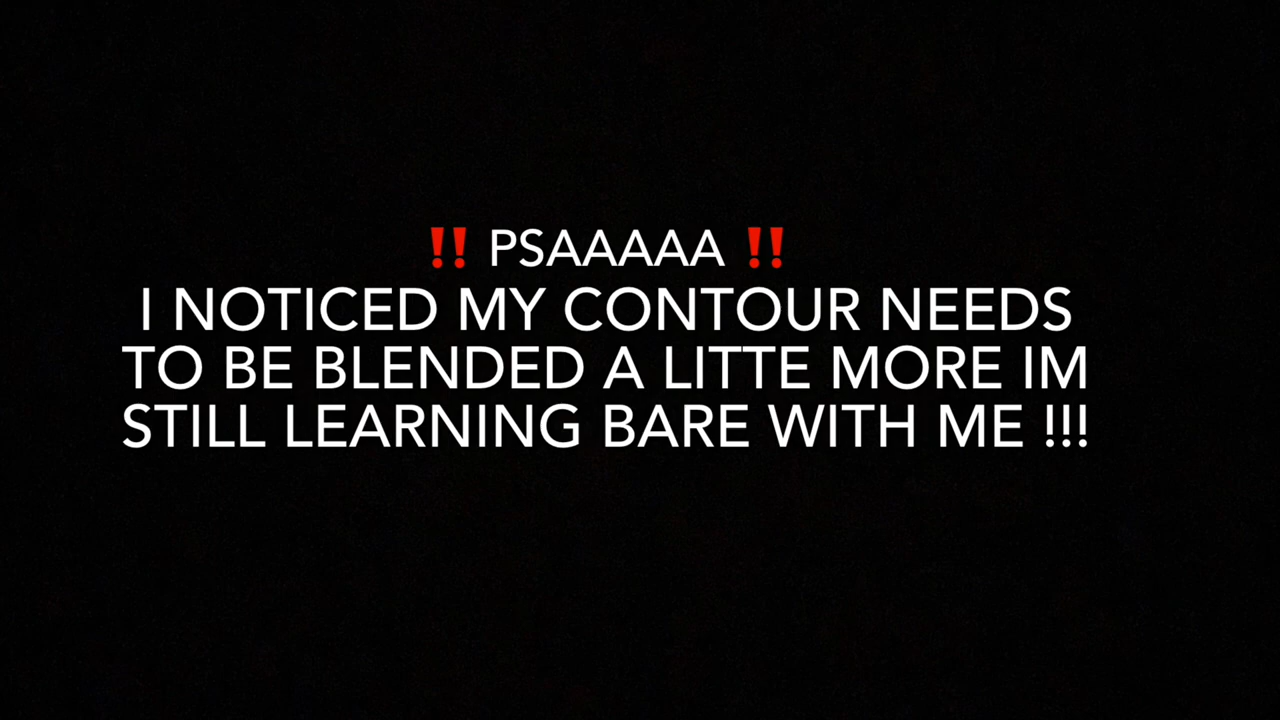 ‼️ PSAAAAA ‼️
I NOTICED MY CONTOUR NEEDS
TO BE BLENDED A LITTE MORE IM
STILL LEARNING BARE WITH ME !!!